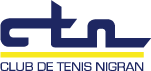 ctn
CLUB DE TENIS NIGRAN